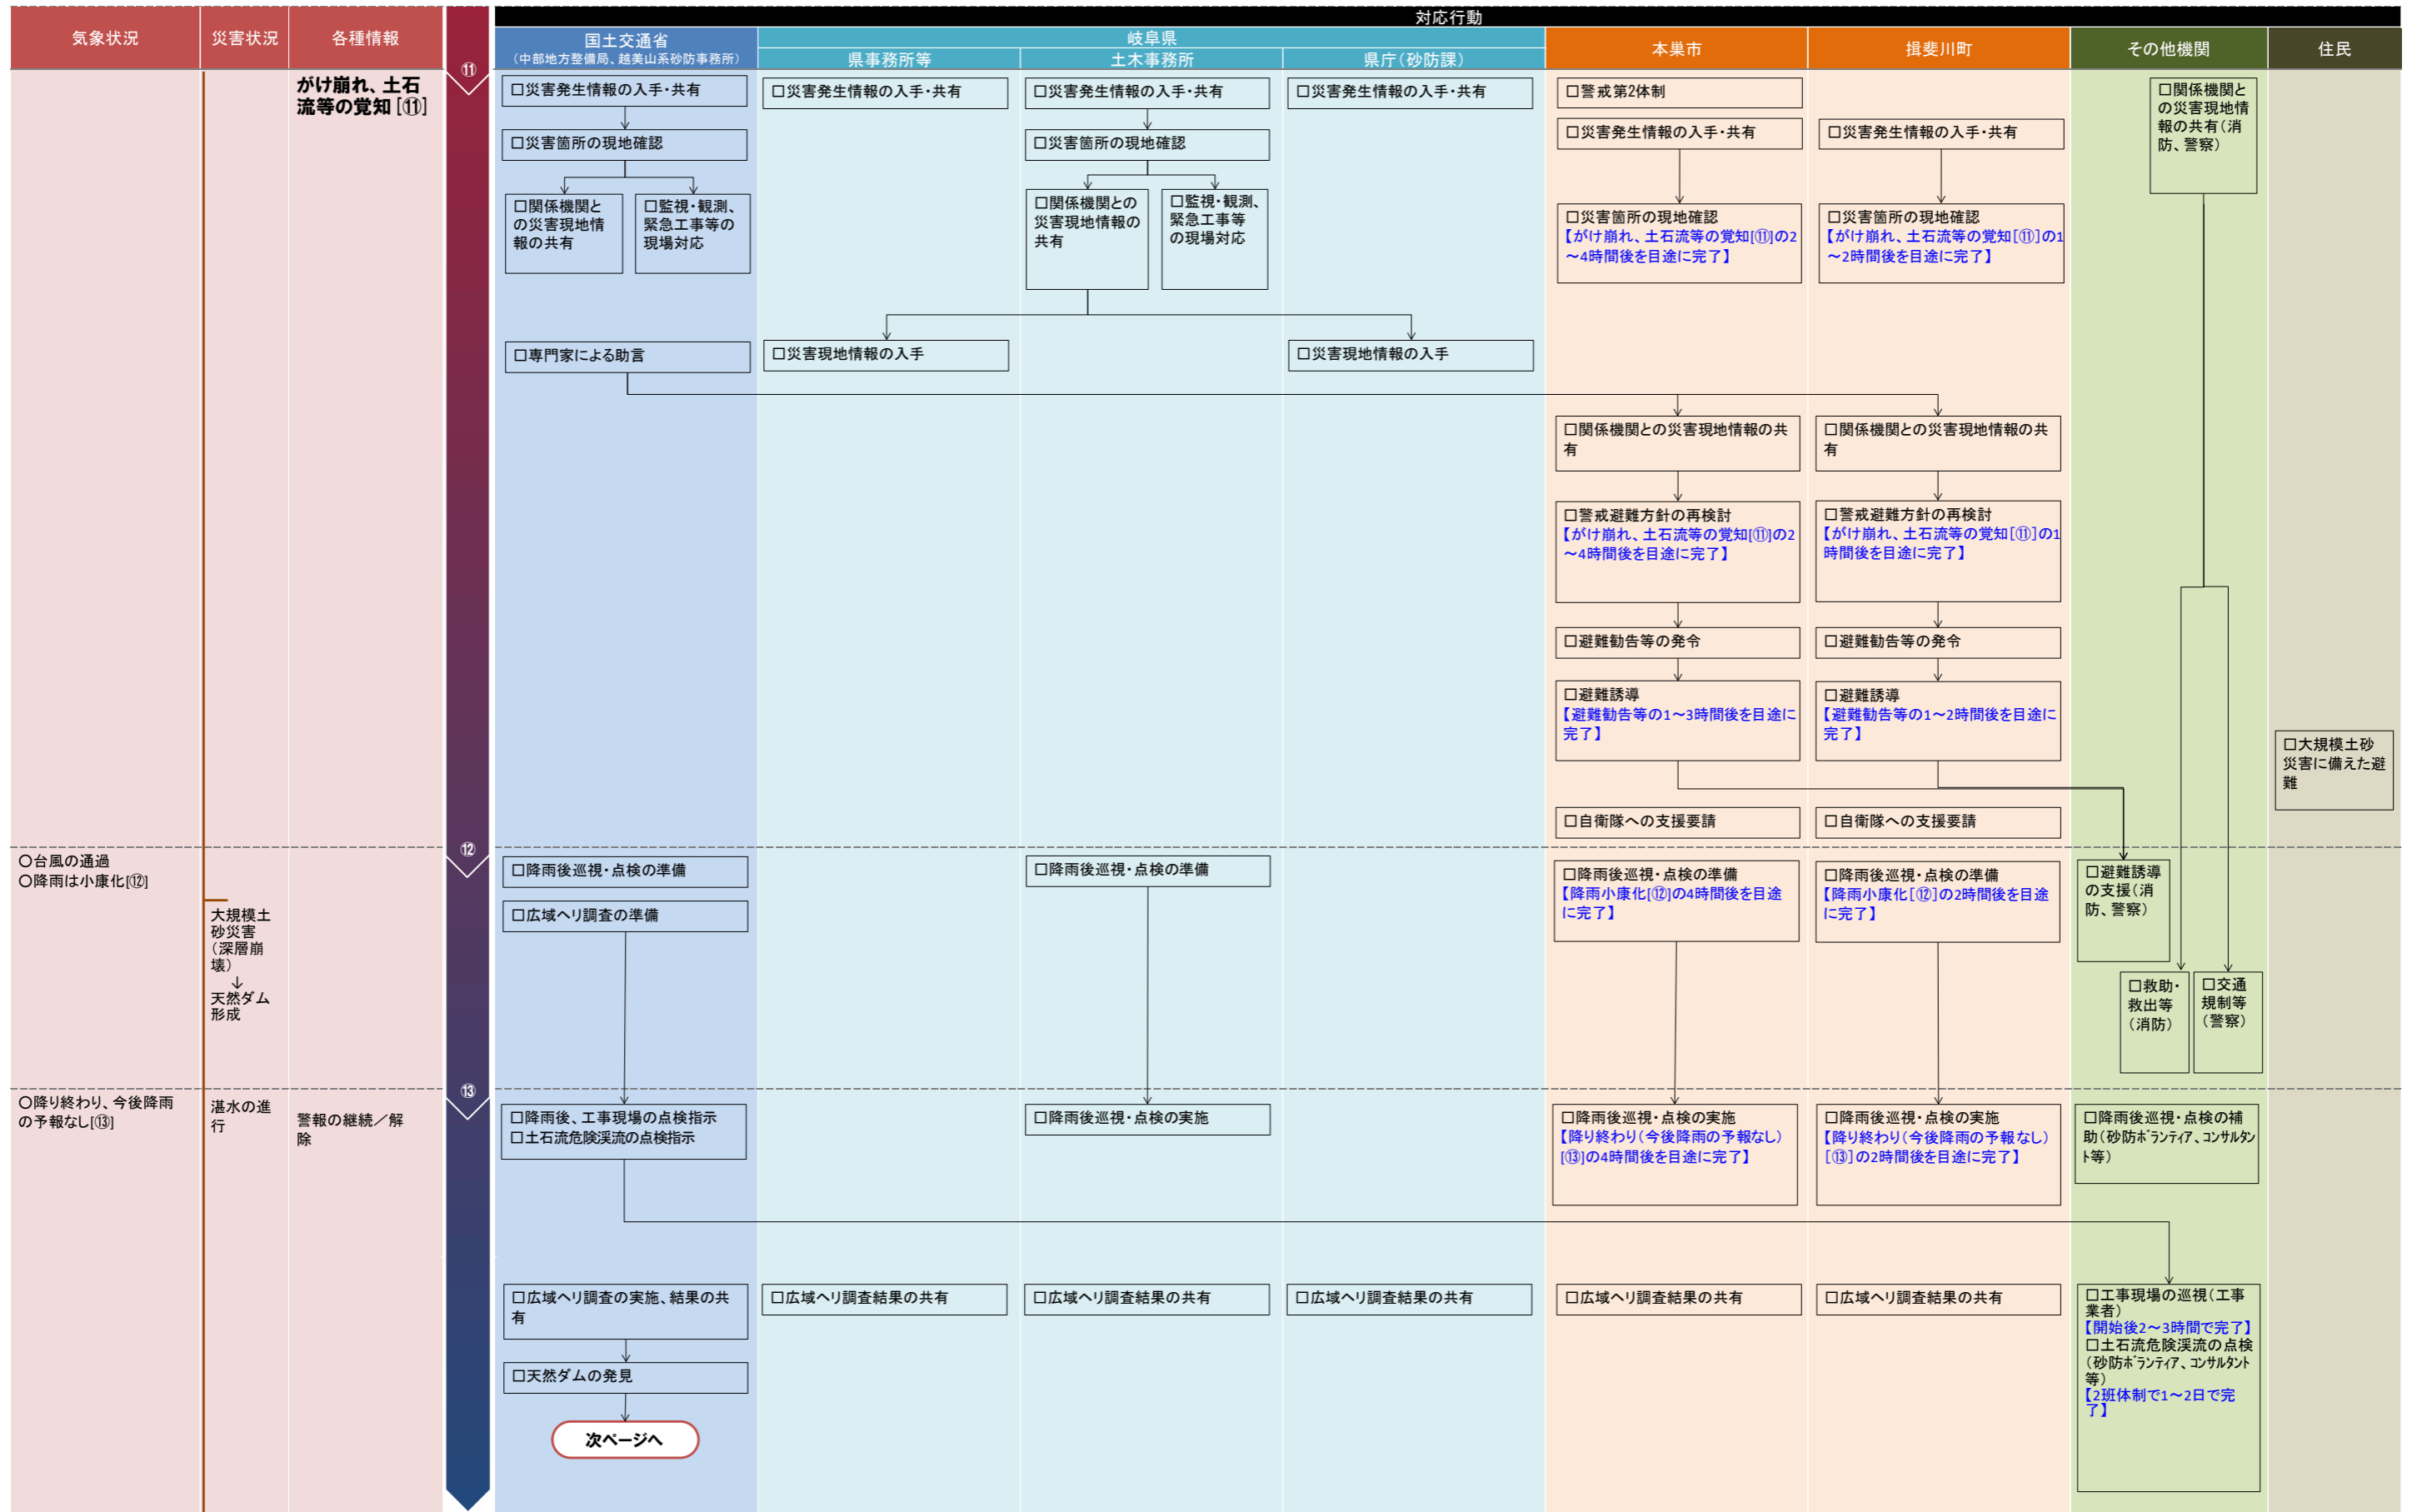 対応行動
気象状況
災害状況
各種情報
国土交通省
（中部地方整備局、越美山系砂防事務所）
岐阜県
県事務所等
土木事務所
県庁（砂防課）
本巣市
揖斐川町
その他機関
住民
⑪
がけ崩れ、土石
流等の覚知［⑪］
□災害発生情報の入手・共有
□災害箇所の現地確認
□関係機関と
の災害現地情
報の共有
□監視・観測、
緊急工事等の
現場対応
□専門家による助言
□災害発生情報の入手・共有
□災害現地情報の入手
□災害発生情報の入手・共有
□災害箇所の現地確認
□関係機関との
災害現地情報の
共有
□監視・観測、
緊急工事等
の現場対応
□災害発生情報の入手・共有
□災害現地情報の入手
□警戒第2体制
□災害発生情報の入手・共有
□災害箇所の現地確認
【がけ崩れ、土石流等の覚知[⑪]の2
～4時間後を目途に完了】
□関係機関との災害現地情報の共
有
□警戒避難方針の再検討
【がけ崩れ、土石流等の覚知[⑪]の2
～4時間後を目途に完了】
□避難勧告等の発令
□避難誘導
【避難勧告等の1～3時間後を目途に
完了】
□自衛隊への支援要請
□災害発生情報の入手・共有
□災害箇所の現地確認
【がけ崩れ、土石流等の覚知［⑪］の1
～2時間後を目途に完了】
□関係機関との災害現地情報の共
有
□警戒避難方針の再検討
【がけ崩れ、土石流等の覚知［⑪］の1
時間後を目途に完了】
□避難勧告等の発令
□避難誘導
【避難勧告等の1～2時間後を目途に
完了】
□自衛隊への支援要請
□関係機関と
の災害現地情
報の共有（消
防、警察）
□大規模土砂
災害に備えた避
難
⑫
○台風の通過
○降雨は小康化[⑫]
大規模土
砂災害
（深層崩
壊）
↓
天然ダム
形成
□降雨後巡視・点検の準備
□広域ヘリ調査の準備
□降雨後巡視・点検の準備
□降雨後巡視・点検の準備
【降雨小康化[⑫]の4時間後を目途
に完了】
□降雨後巡視・点検の準備
【降雨小康化［⑫］の2時間後を目途
に完了】
□避難誘導
の支援（消
防、警察）
□救助・
救出等
（消防）
□交通
規制等
（警察）
⑬
○降り終わり、今後降雨
の予報なし[⑬]
湛水の進
行
警報の継続／解
除
□降雨後、工事現場の点検指示
□土石流危険渓流の点検指示
□降雨後巡視・点検の実施
□降雨後巡視・点検の実施
【降り終わり（今後降雨の予報なし）
[⑬]の4時間後を目途に完了】
□降雨後巡視・点検の実施
【降り終わり（今後降雨の予報なし）
［⑬］の2時間後を目途に完了】
□降雨後巡視・点検の補
助（砂防ﾎﾞﾗﾝﾃｨｱ、ｺﾝｻﾙﾀﾝ
ﾄ等）
□広域ヘリ調査の実施、結果の共
有
□広域ヘリ調査結果の共有
□広域ヘリ調査結果の共有
□広域ヘリ調査結果の共有
□広域ヘリ調査結果の共有
□広域ヘリ調査結果の共有
□工事現場の巡視（工事
業者）
【開始後2～3時間で完了】
□土石流危険渓流の点検
（砂防ﾎﾞﾗﾝﾃｨｱ、ｺﾝｻﾙﾀﾝﾄ
等）
【2班体制で1～2日で完
了】
□天然ダムの発見
次ページへ